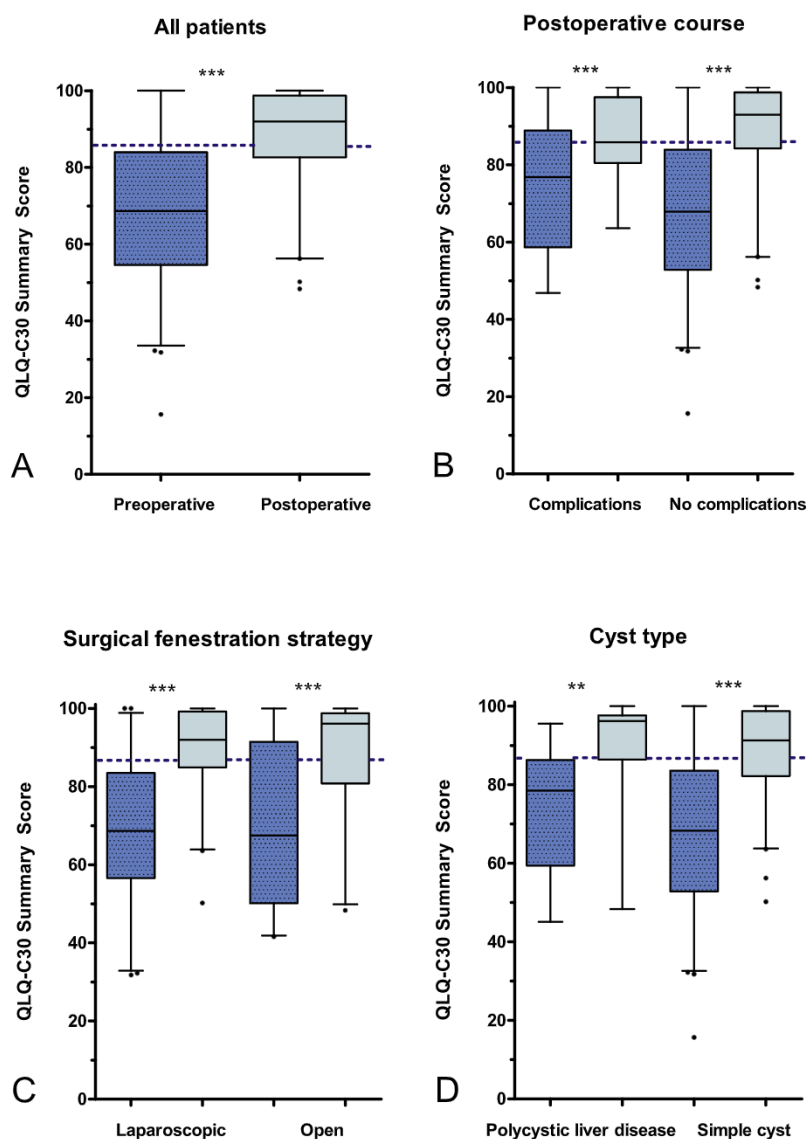 All patients
***
QLQ-C30 Summary Score
100
80
60
40
20
0
Preoperative Postoperative
A
Postoperative course
*** ***
QLQ-C30 Summary Score
100
80
60
40
20
0
Complications No complications
B
Surgical fenestration strategy
*** ***
QLQ-C30 Summary Score
100
80
60
40
20
0
Laparoscopic Open
C
Cyst type
** ***
QLQ-C30 Summary Score
100
80
60
40
20
0
Polycystic liver disease Simple cyst
D